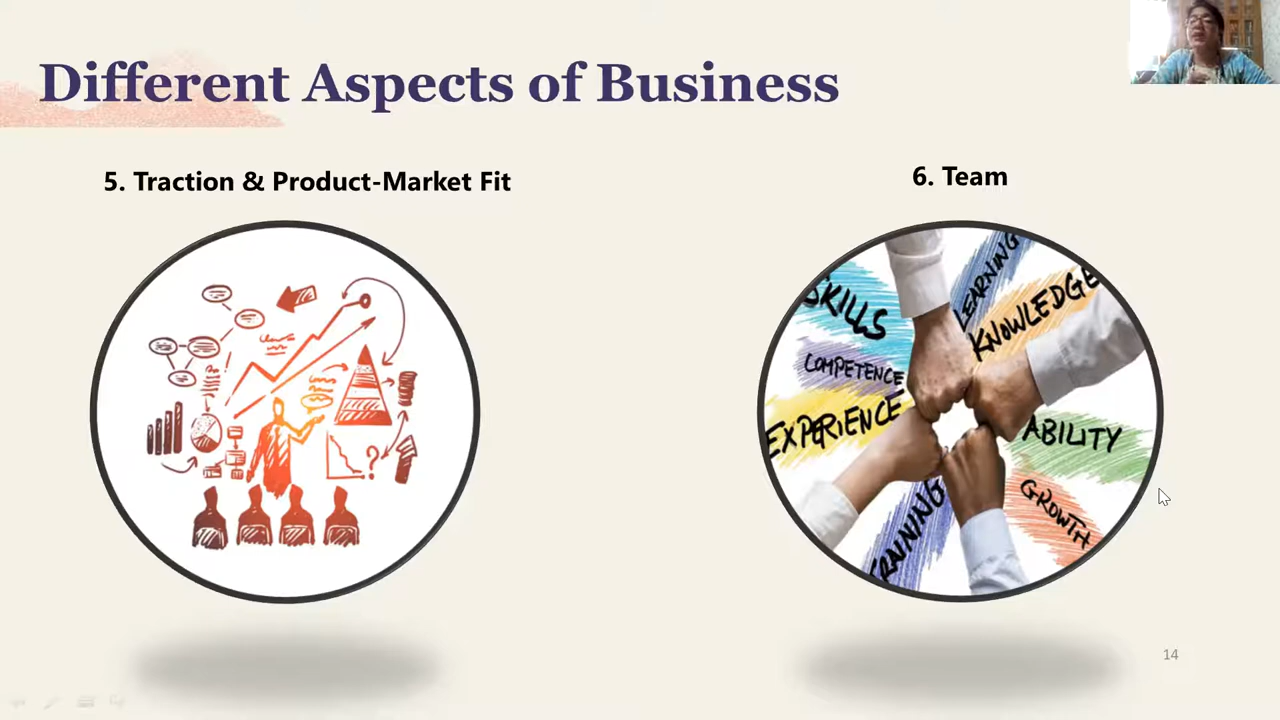 Different Aspects of Business
5. Traction & Product-Market Fit
6. Team
SKILLS
LEARNING
KNOWLEDGE
COMPETENCE
EXPERIENCE
ABILITY
?
GROWTH
TRAINING
14